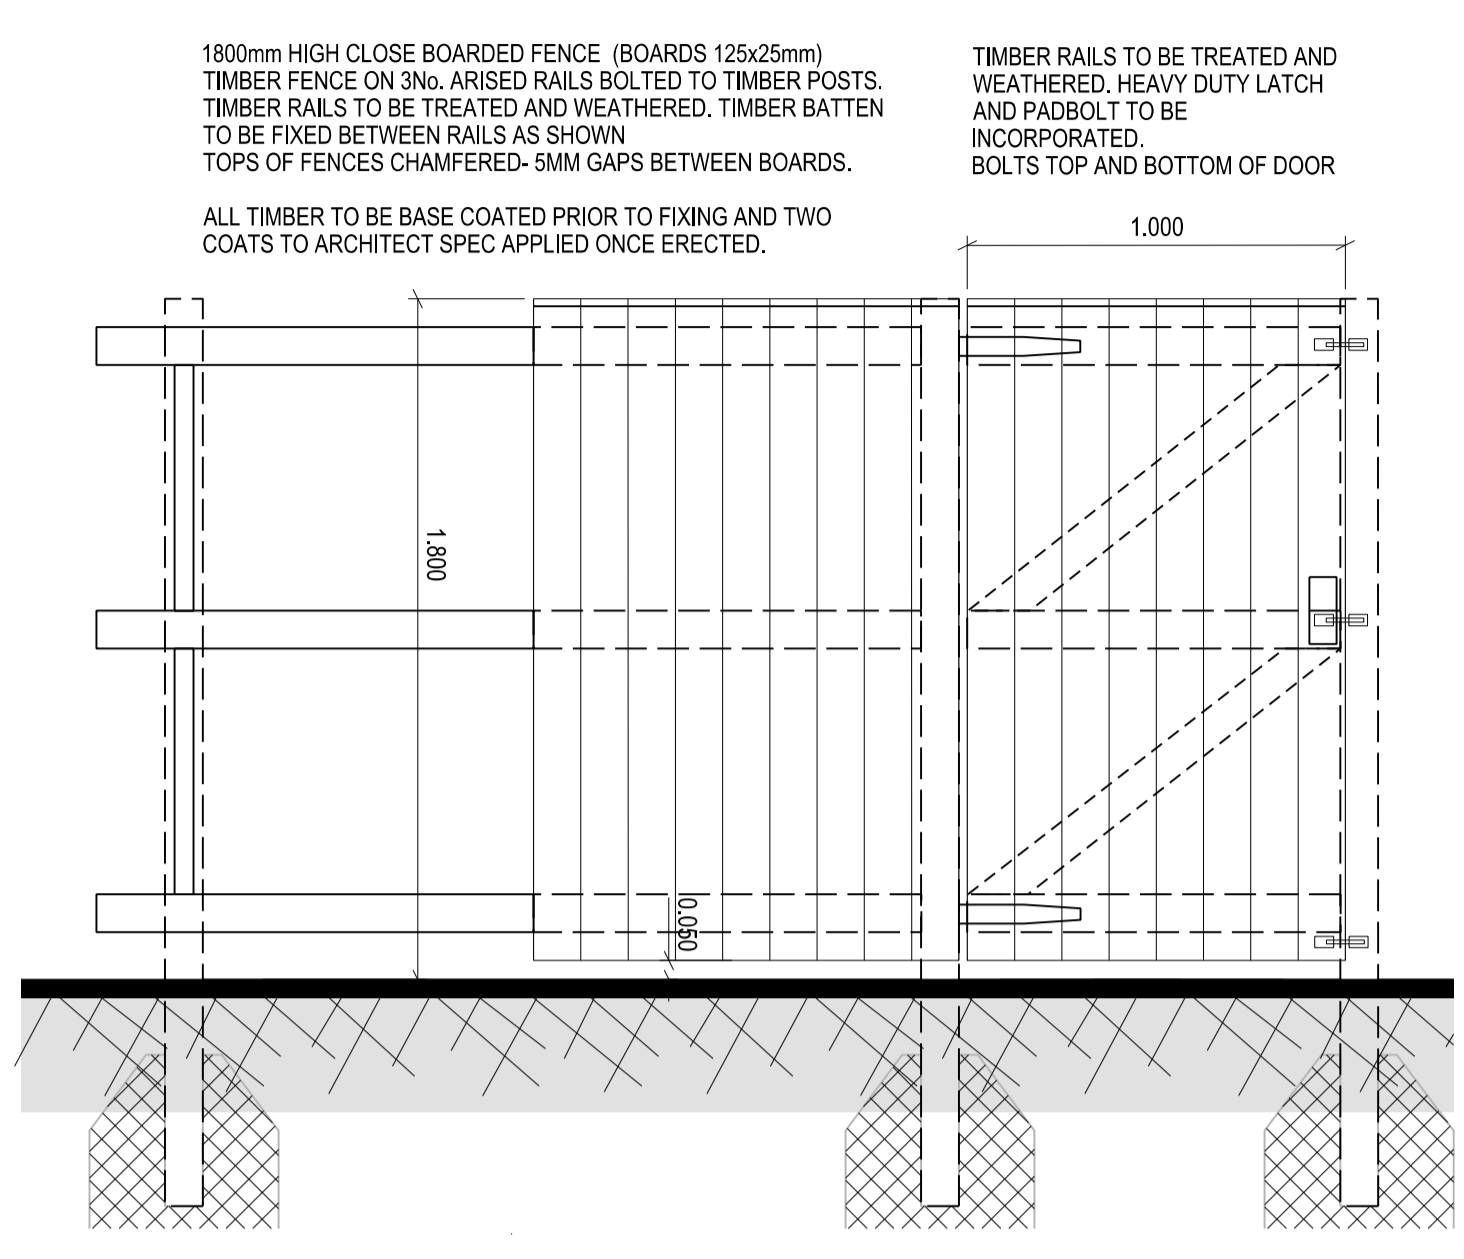 1800mm HIGH CLOSE BOARDED FENCE (BOARDS 125x25mm)
TIMBER FENCE ON 3No. ARISED RAILS BOLTED TO TIMBER POSTS.
TIMBER RAILS TO BE TREATED AND WEATHERED. TIMBER BATTEN
TO BE FIXED BETWEEN RAILS AS SHOWN
TOPS OF FENCES CHAMFERED- 5MM GAPS BETWEEN BOARDS.
ALL TIMBER TO BE BASE COATED PRIOR TO FIXING AND TWO
COATS TO ARCHITECT SPEC APPLIED ONCE ERECTED.
TIMBER RAILS TO BE TREATED AND
WEATHERED. HEAVY DUTY LATCH
AND PADBOLT TO BE
INCORPORATED.
BOLTS TOP AND BOTTOM OF DOOR
1.000
1.800
0.050